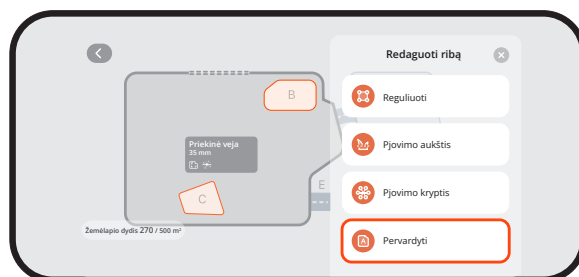 Redaguoti ribą
B
Reguliuoti
Priekinė veja
35 mm
Pjovimo aukštis
E
Pjovimo kryptis
C
Žemėlapio dydis 270 / 500 m²
A
Pervardyti